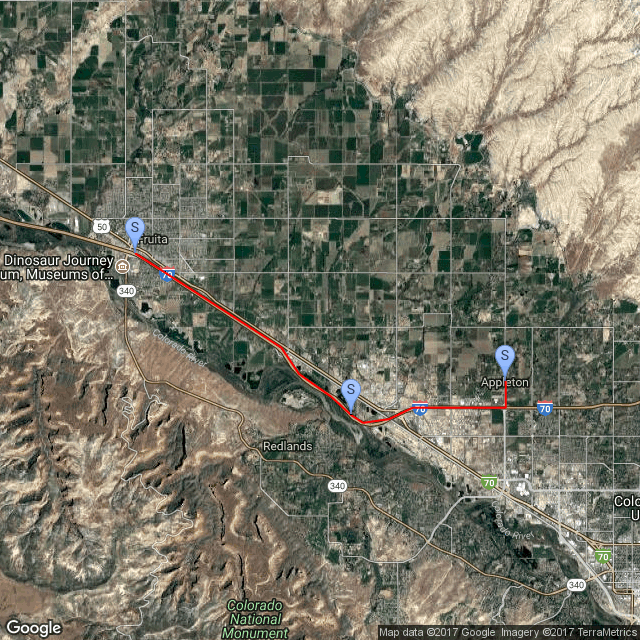 50
S
Fruita
Dinosaur Journey
um, Museums of...
70
340
S
Appleton
S
70
70
Redlands
70
340
Colo
U
70
340
Colorado
National
Monument
Google
Map data ©2017 Google Imagery ©2017 TerraMetrics